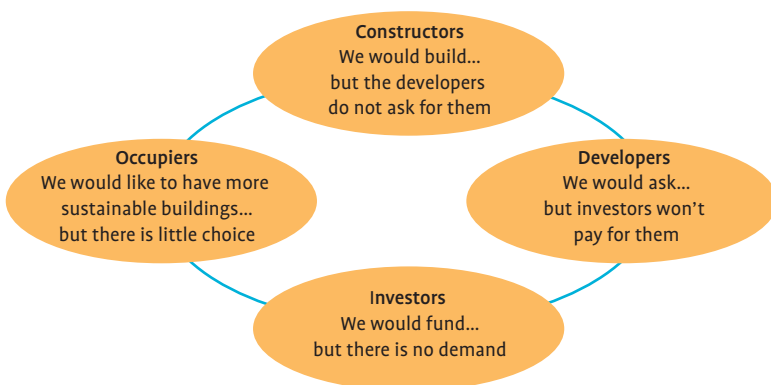 Constructors
We would build...
but the developers
do not ask for them
Occupiers
We would like to have more
sustainable buildings...
but there is little choice
Developers
We would ask...
but investors won’t
pay for them
Investors
We would fund...
but there is no demand